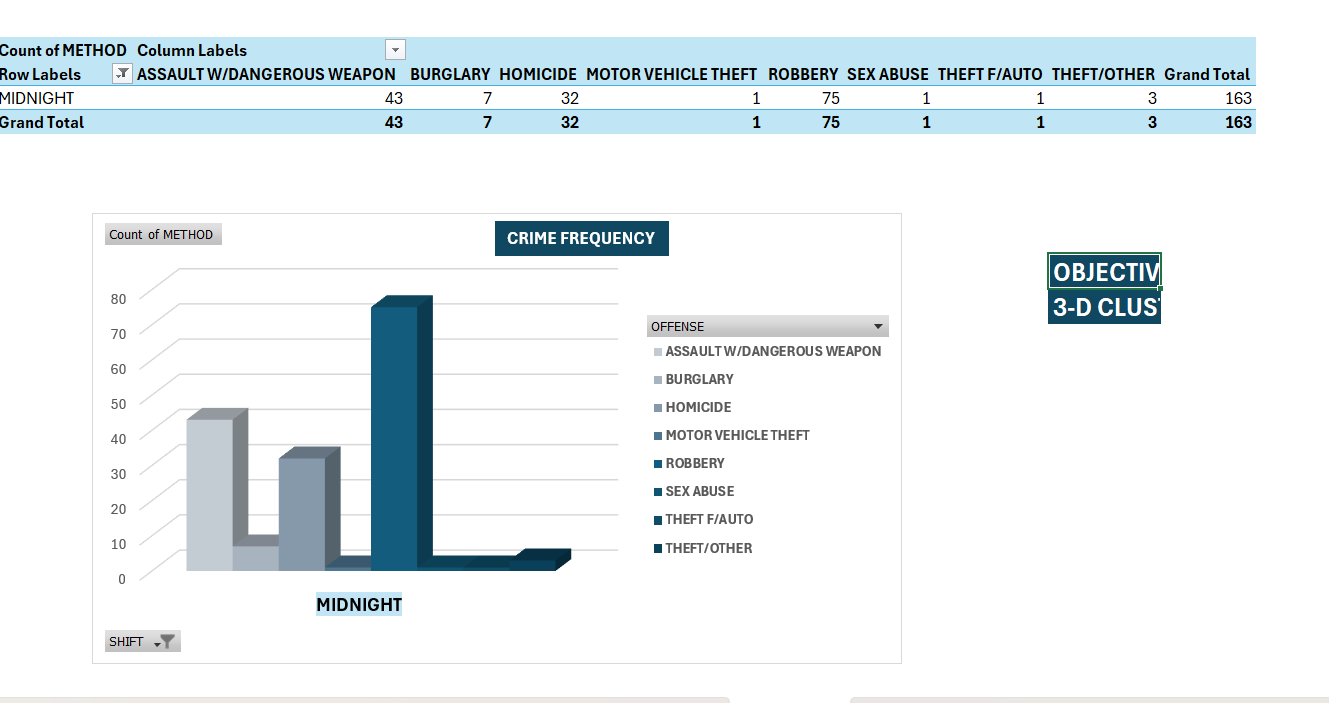 Count of METHOD Column Labels
Row Labels ASSAULT W/DANGEROUS WEAPON BURGLARY HOMICIDE MOTOR VEHICLE THEFT ROBBERY SEX ABUSE THEFT F/AUTO THEFT/OTHER Grand Total
MIDNIGHT 43 7 32 1 75 1 1 3 163
Grand Total 43 7 32 1 75 1 1 3 163
Count of METHOD
CRIME FREQUENCY
OBJECTIV
3-D CLUS
80
70
60
50
40
30
20
10
0
OFFENSE
ASSAULT W/DANGEROUS WEAPON
BURGLARY
HOMICIDE
MOTOR VEHICLE THEFT
ROBBERY
SEX ABUSE
THEFT F/AUTO
THEFT/OTHER
MIDNIGHT
SHIFT